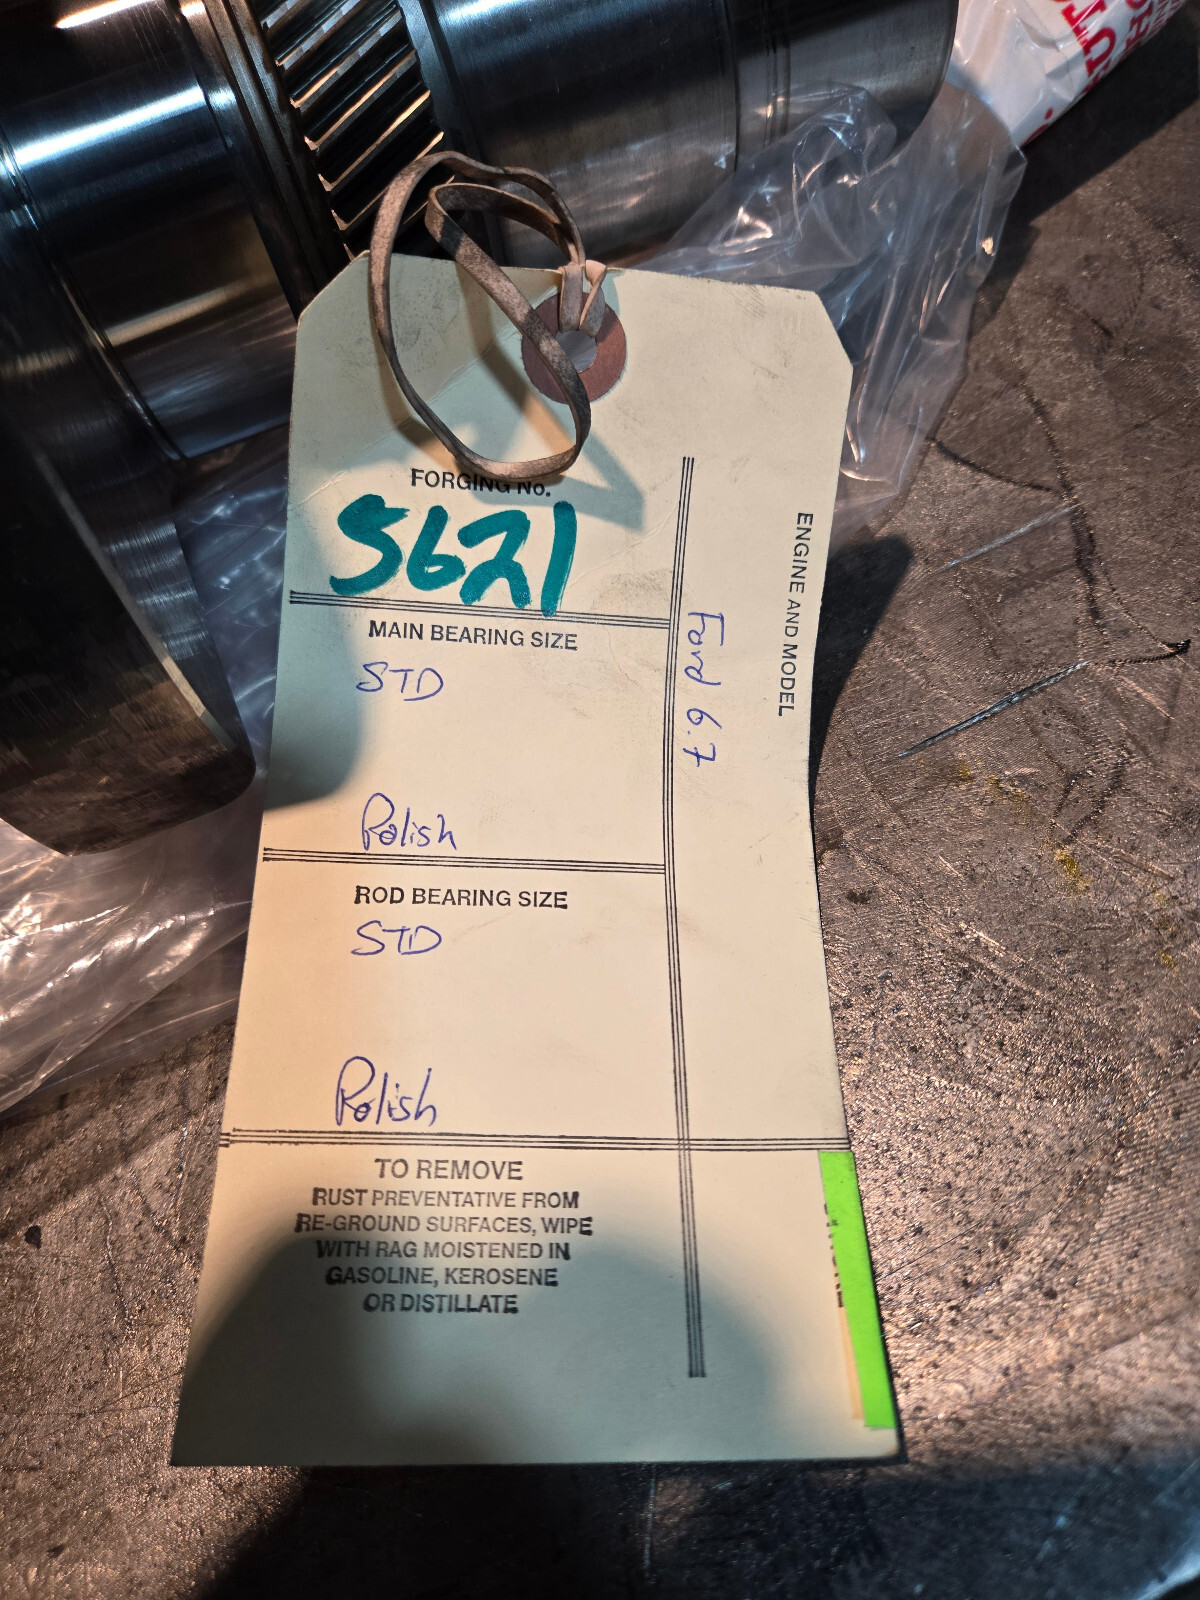 FORGING No.
5621
MAIN BEARING SIZE
STD
Polish
ROD BEARING SIZE
STD
Polish
TO REMOVE
RUST PREVENTATIVE FROM
RE-GROUND SURFACES, WIPE
WITH RAG MOISTENED IN
GASOLINE, KEROSENE
OR DISTILLATE
ENGINE AND MODEL
Ford 6.7